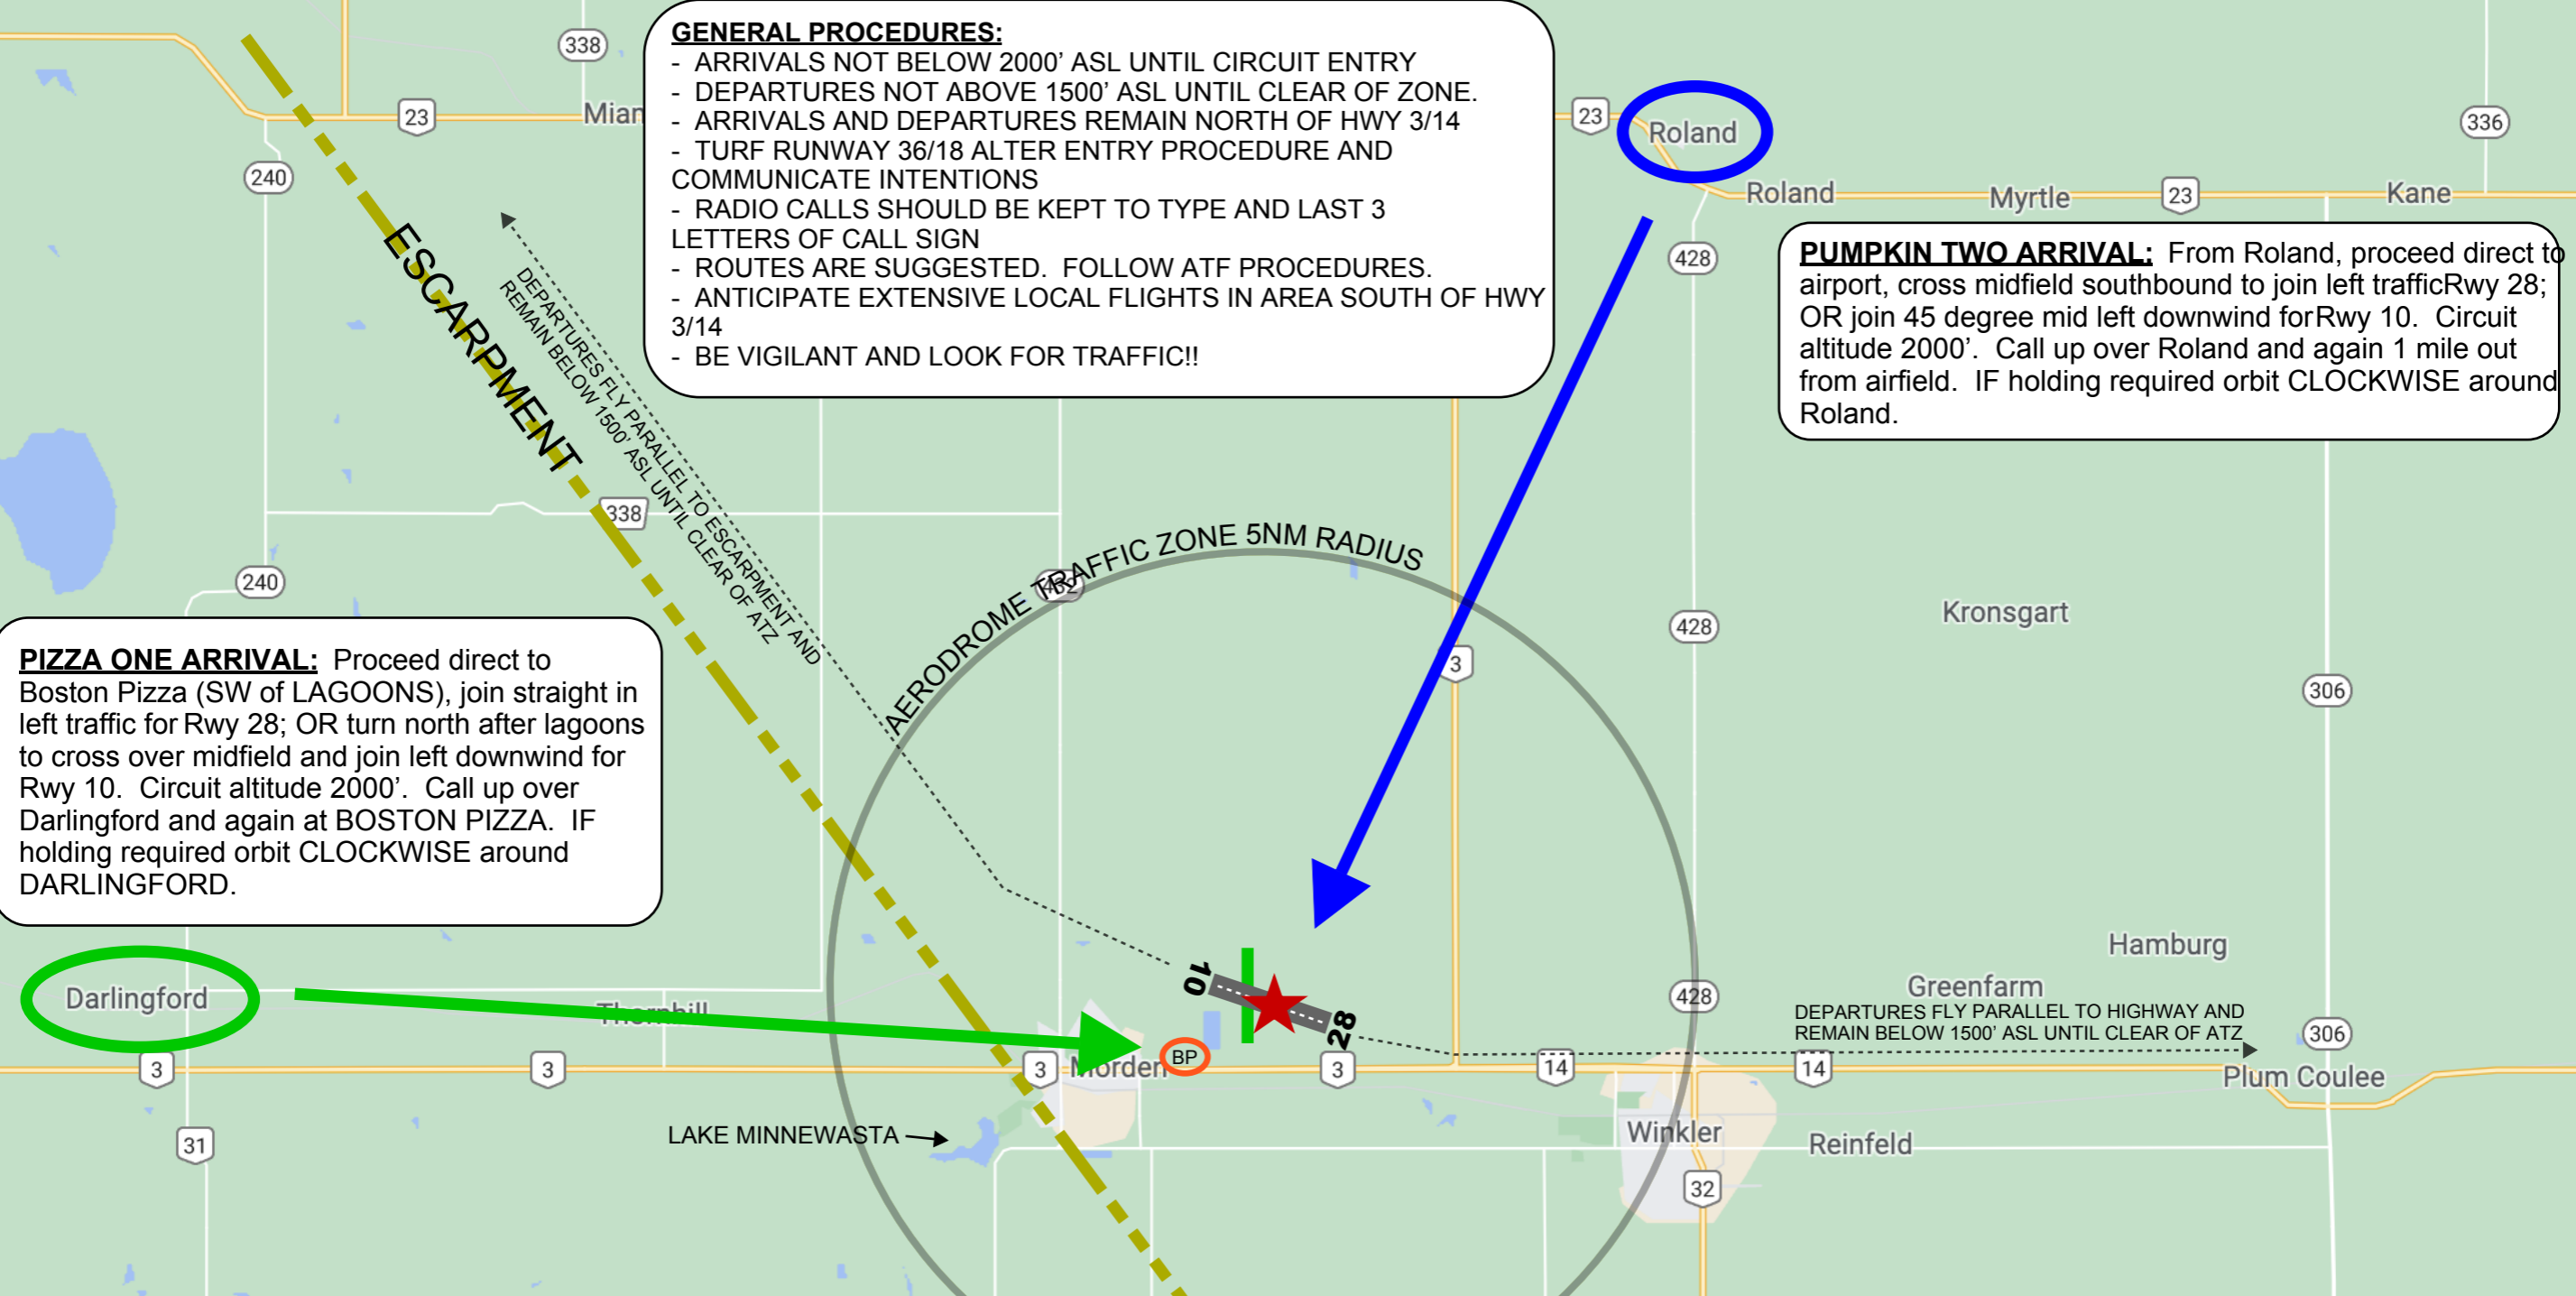 GENERAL PROCEDURES:
- ARRIVALS NOT BELOW 2000' ASL UNTIL CIRCUIT ENTRY
- DEPARTURES NOT ABOVE 1500' ASL UNTIL CLEAR OF ZONE.
- ARRIVALS AND DEPARTURES REMAIN NORTH OF HWY 3/14
- TURF RUNWAY 36/18 ALTER ENTRY PROCEDURE AND
COMMUNICATE INTENTIONS
- RADIO CALLS SHOULD BE KEPT TO TYPE AND LAST 3
LETTERS OF CALL SIGN
- ROUTES ARE SUGGESTED.  FOLLOW ATF PROCEDURES.
- ANTICIPATE EXTENSIVE LOCAL FLIGHTS IN AREA SOUTH OF HWY
3/14
- BE VIGILANT AND LOOK FOR TRAFFIC!!
338
23
Mian
240
23
Roland
336
Roland
Myrtle
23
Kane
428
PUMPKIN TWO ARRIVAL:  From Roland, proceed direct to
airport, cross midfield southbound to join left trafficRwy 28;
OR join 45 degree mid left downwind forRwy 10.  Circuit
altitude 2000'.  Call up over Roland and again 1 mile out
from airfield.  IF holding required orbit CLOCKWISE around
Roland.
ESCARPMENT
DEPARTURES FLY PARALLEL TO ESCARPMENT AND
REMAIN BELOW 1500' ASL UNTIL CLEAR OF ATZ
338
240
432
AERODROME TRAFFIC ZONE 5NM RADIUS
Kronsgart
428
3
306
PIZZA ONE ARRIVAL:  Proceed direct to
Boston Pizza (SW of LAGOONS), join straight in
left traffic for Rwy 28; OR turn north after lagoons
to cross over midfield and join left downwind for
Rwy 10.  Circuit altitude 2000'.  Call up over
Darlingford and again at BOSTON PIZZA.  IF
holding required orbit CLOCKWISE around
DARLINGFORD.
Darlingford
Thornhill
10
28
428
Hamburg
Greenfarm
DEPARTURES FLY PARALLEL TO HIGHWAY AND
REMAIN BELOW 1500' ASL UNTIL CLEAR OF ATZ
306
3
3
3
Morden
BP
3
14
14
Plum Coulee
31
LAKE MINNEWASTA
Winkler
Reinfeld
32